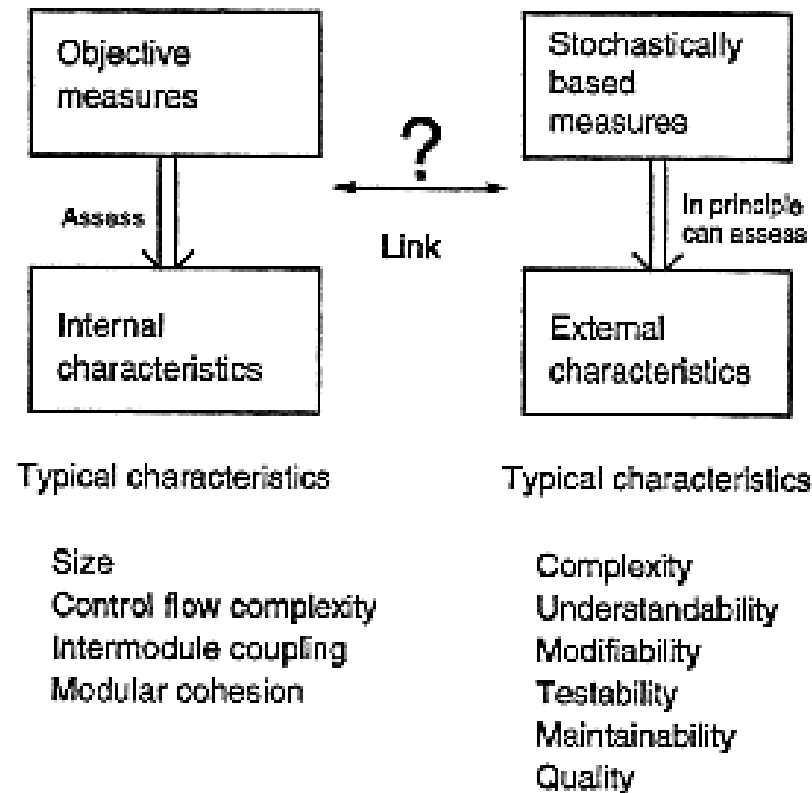 Objective
measures
Stochastically
based
measures
?
Assess
Link
In principle
can assess
Internal
characteristics
External
characteristics
Typical characteristics
Typical characteristics
Size
Control flow complexity
Intermodule coupling
Modular cohesion
Complexity
Understandability
Modifiability
Testability
Maintainability
Quality